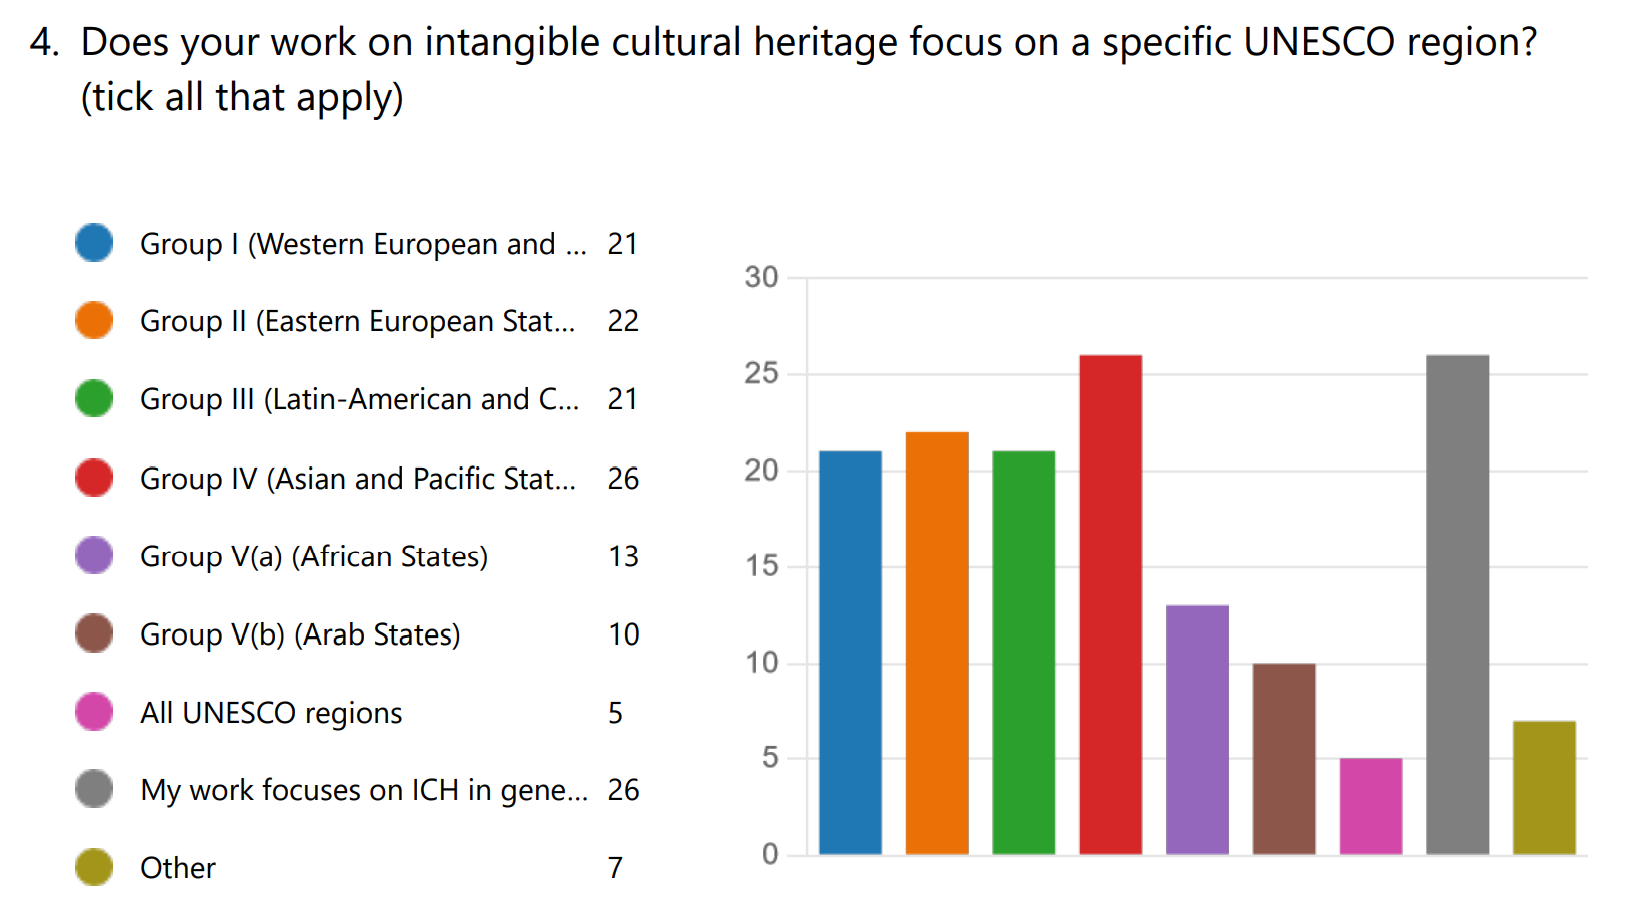 4. Does your work on intangible cultural heritage focus on a specific UNESCO region?
(tick all that apply)
Group I (Western European and ... 21
Group II (Eastern European Stat... 22
Group III (Latin-American and C... 21
Group IV (Asian and Pacific Stat... 26
Group V(a) (African States) 13
Group V(b) (Arab States) 10
All UNESCO regions 5
My work focuses on ICH in gene... 26
Other 7
30
25
20
15
10
5
0